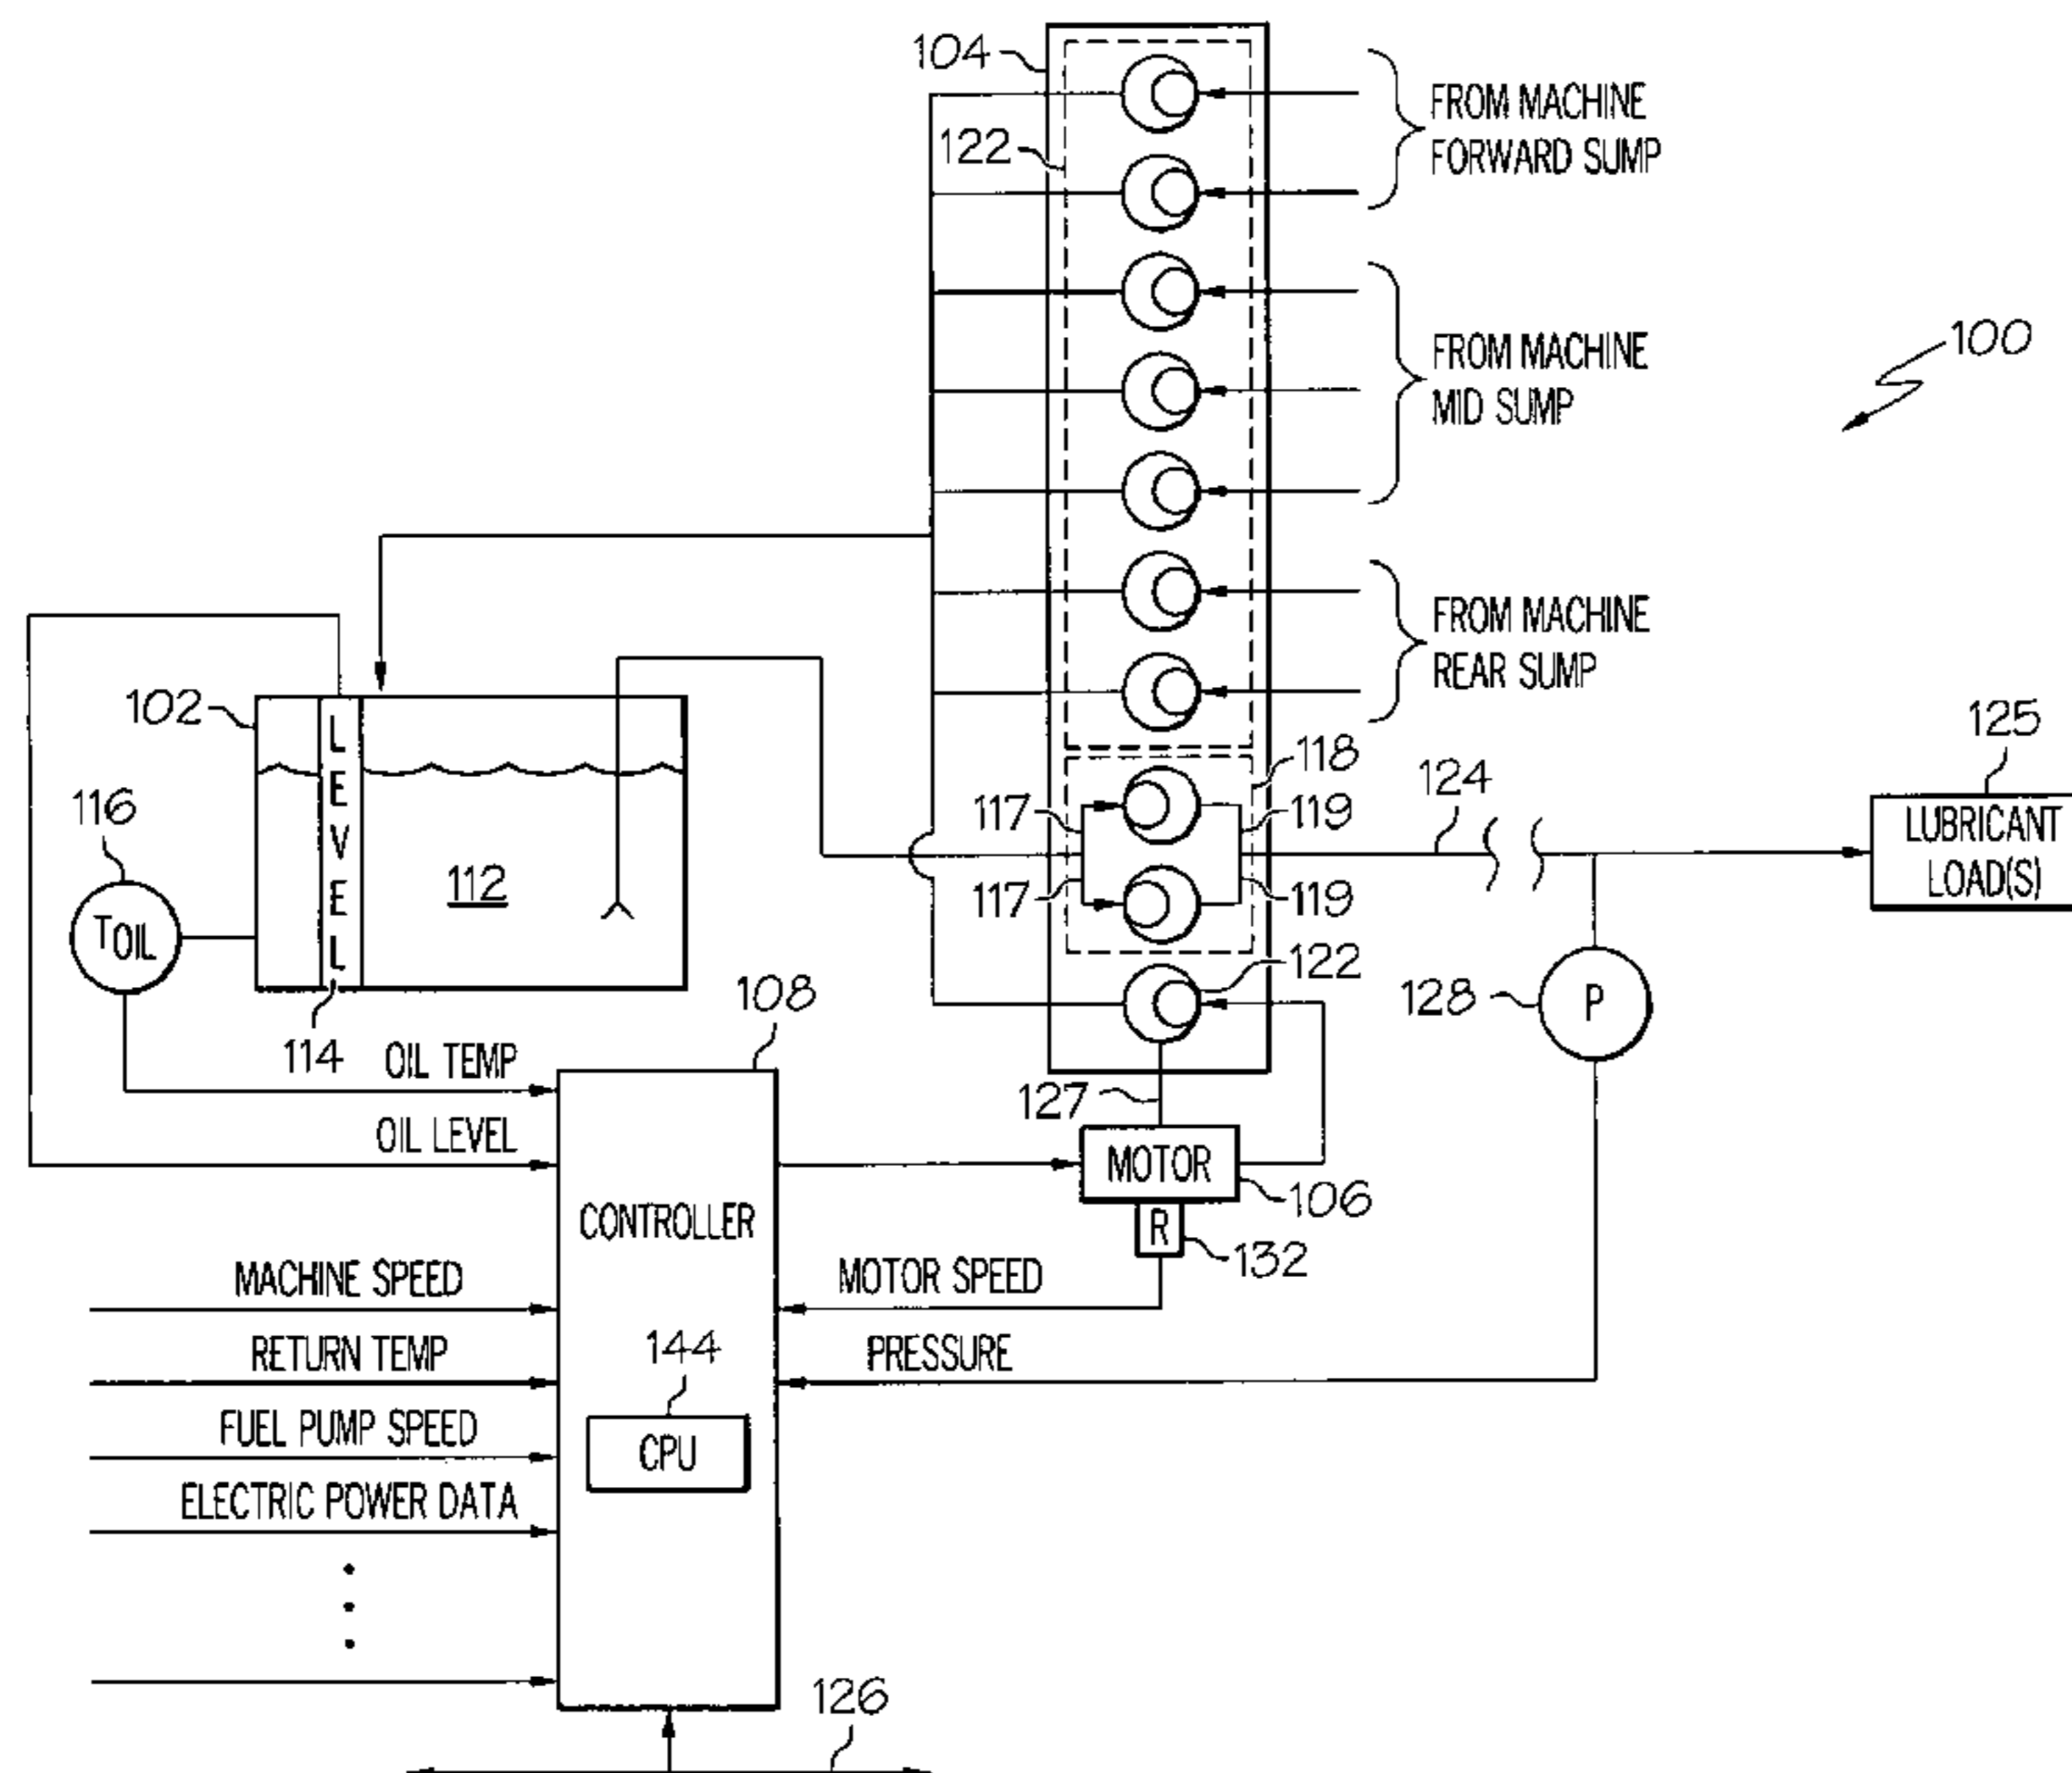 104
122
FROM MACHINE
FORWARD SUMP
FROM MACHINE
MID SUMP
100
FROM MACHINE
REAR SUMP
102
LEVEL
118
125
116
117
119
124
LUBRICANT
LOAD(S)
112
TOIL
117
119
122
128
P
108
114
OIL TEMP
127
OIL LEVEL
MOTOR
106
CONTROLLER
R
132
MACHINE SPEED
MOTOR SPEED
RETURN TEMP
144
PRESSURE
FUEL PUMP SPEED
CPU
ELECTRIC POWER DATA
126